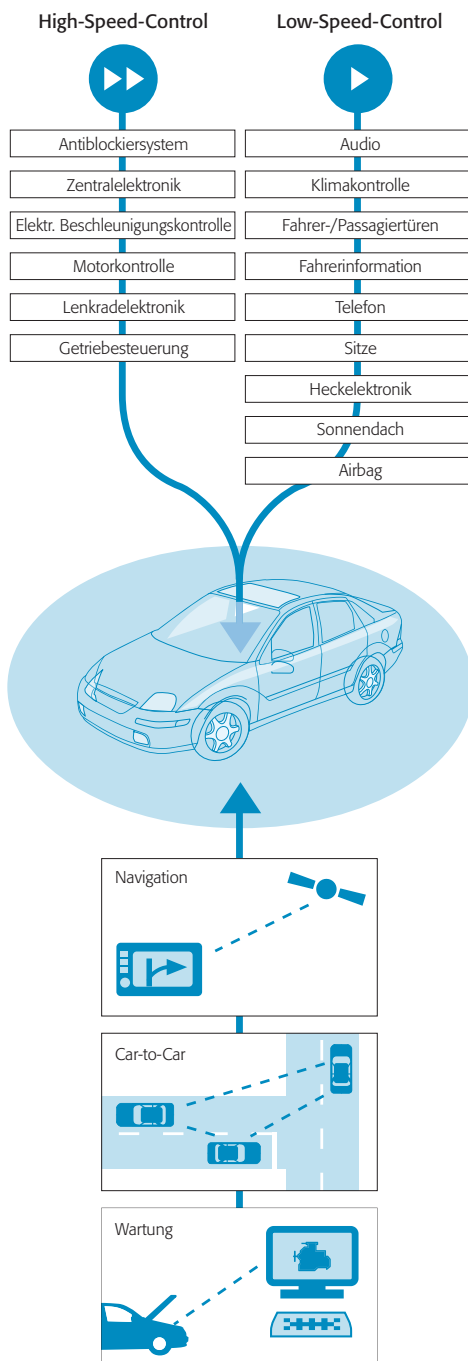 High-Speed-Control
Antiblockiersystem
Zentralelektronik
Elektr. Beschleunigungskontrolle
Motorkontrolle
Lenkradelektronik
Getriebesteuerung
Low-Speed-Control
Audio
Klimakontrolle
Fahrer-/Passagiertüren
Fahrerinformation
Telefon
Sitze
Heckelektronik
Sonnendach
Airbag
Navigation
Car-to-Car
Wartung